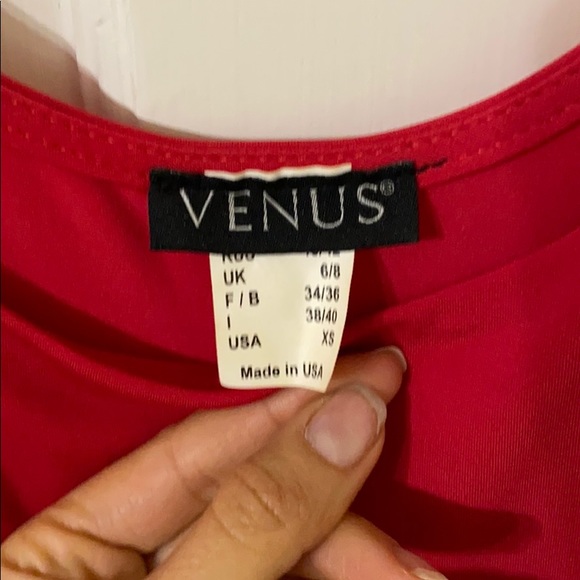 VENUS®
UK 6/8
F / B 34/36
I 38/40
USA XS
Made in USA